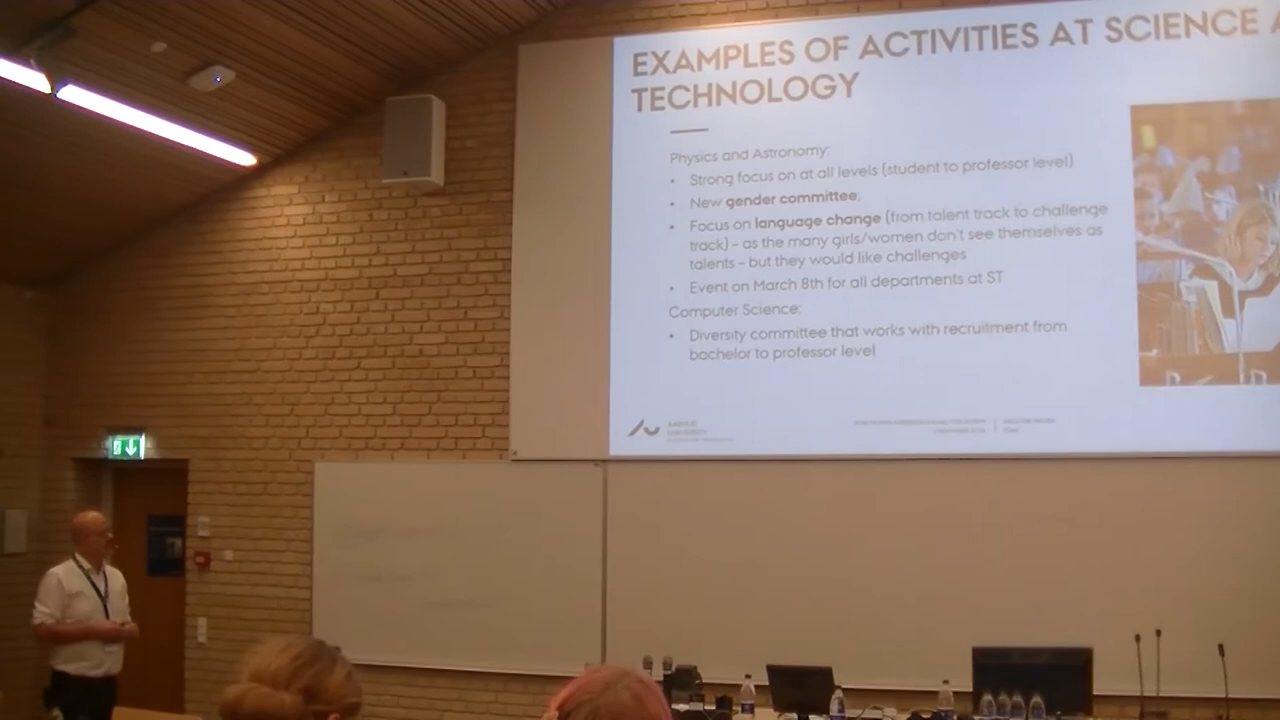 EXAMPLES OF ACTIVITIES AT SCIENCE
TECHNOLOGY
Physics and Astronomy:
• Strong focus on at all levels (student to professor level)
• New gender committee;
• Focus on language change (from talent track to challenge
track) – as the many girls/women don't see themselves as
talents – but they would like challenges
• Event on March 8th for all departments at ST
Computer Science:
• Diversity committee that works with recruitment from
bachelor to professor level